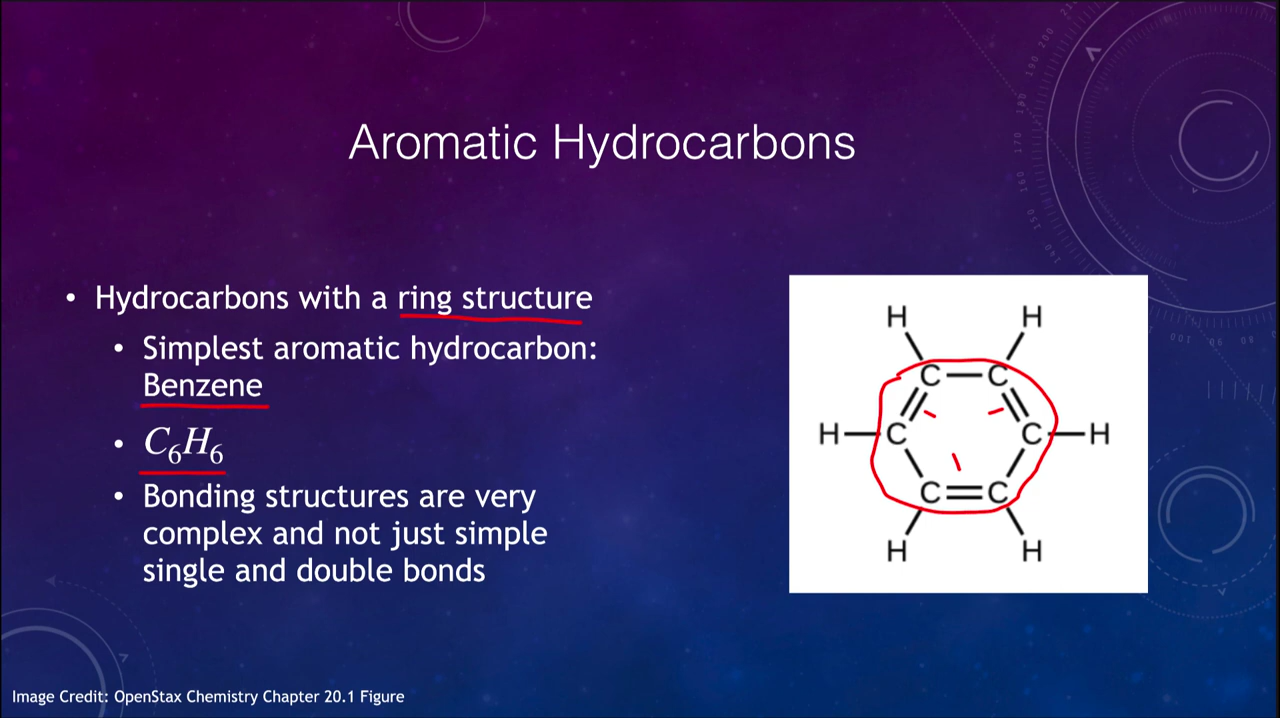 Aromatic Hydrocarbons
• Hydrocarbons with a ring structure
• Simplest aromatic hydrocarbon:
Benzene
• C₆H₆
• Bonding structures are very
complex and not just simple
single and double bonds
H H
C — C
H — C C — H
C = C
H H
Image Credit: OpenStax Chemistry Chapter 20.1 Figure